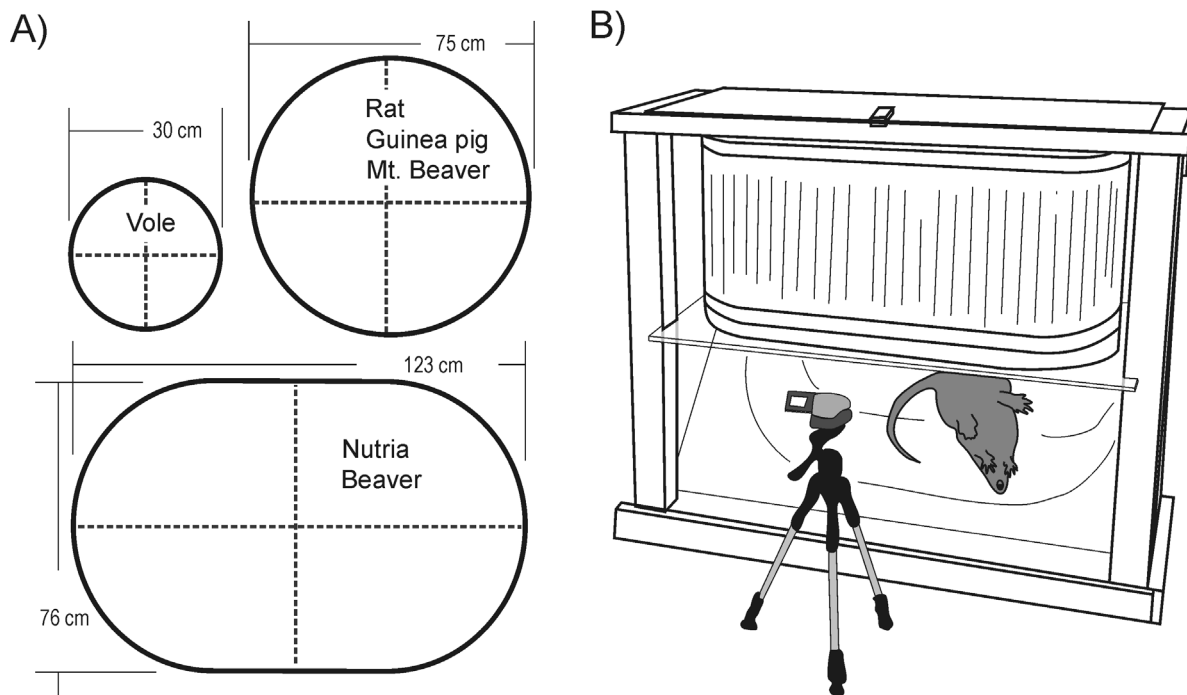 A)
75 cm
Rat
Guinea pig
Mt. Beaver
30 cm
Vole
123 cm
Nutria
Beaver
76 cm
B)